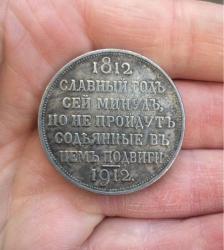 1812
СЛАВНЫЙ ГОДЪ
СЕЙ МИНУЛЪ,
НО НЕ ПРОЙДУТЪ
СОДѢЯННЫЕ ВЪ
НЕМЪ ПОДВИГИ
1912.